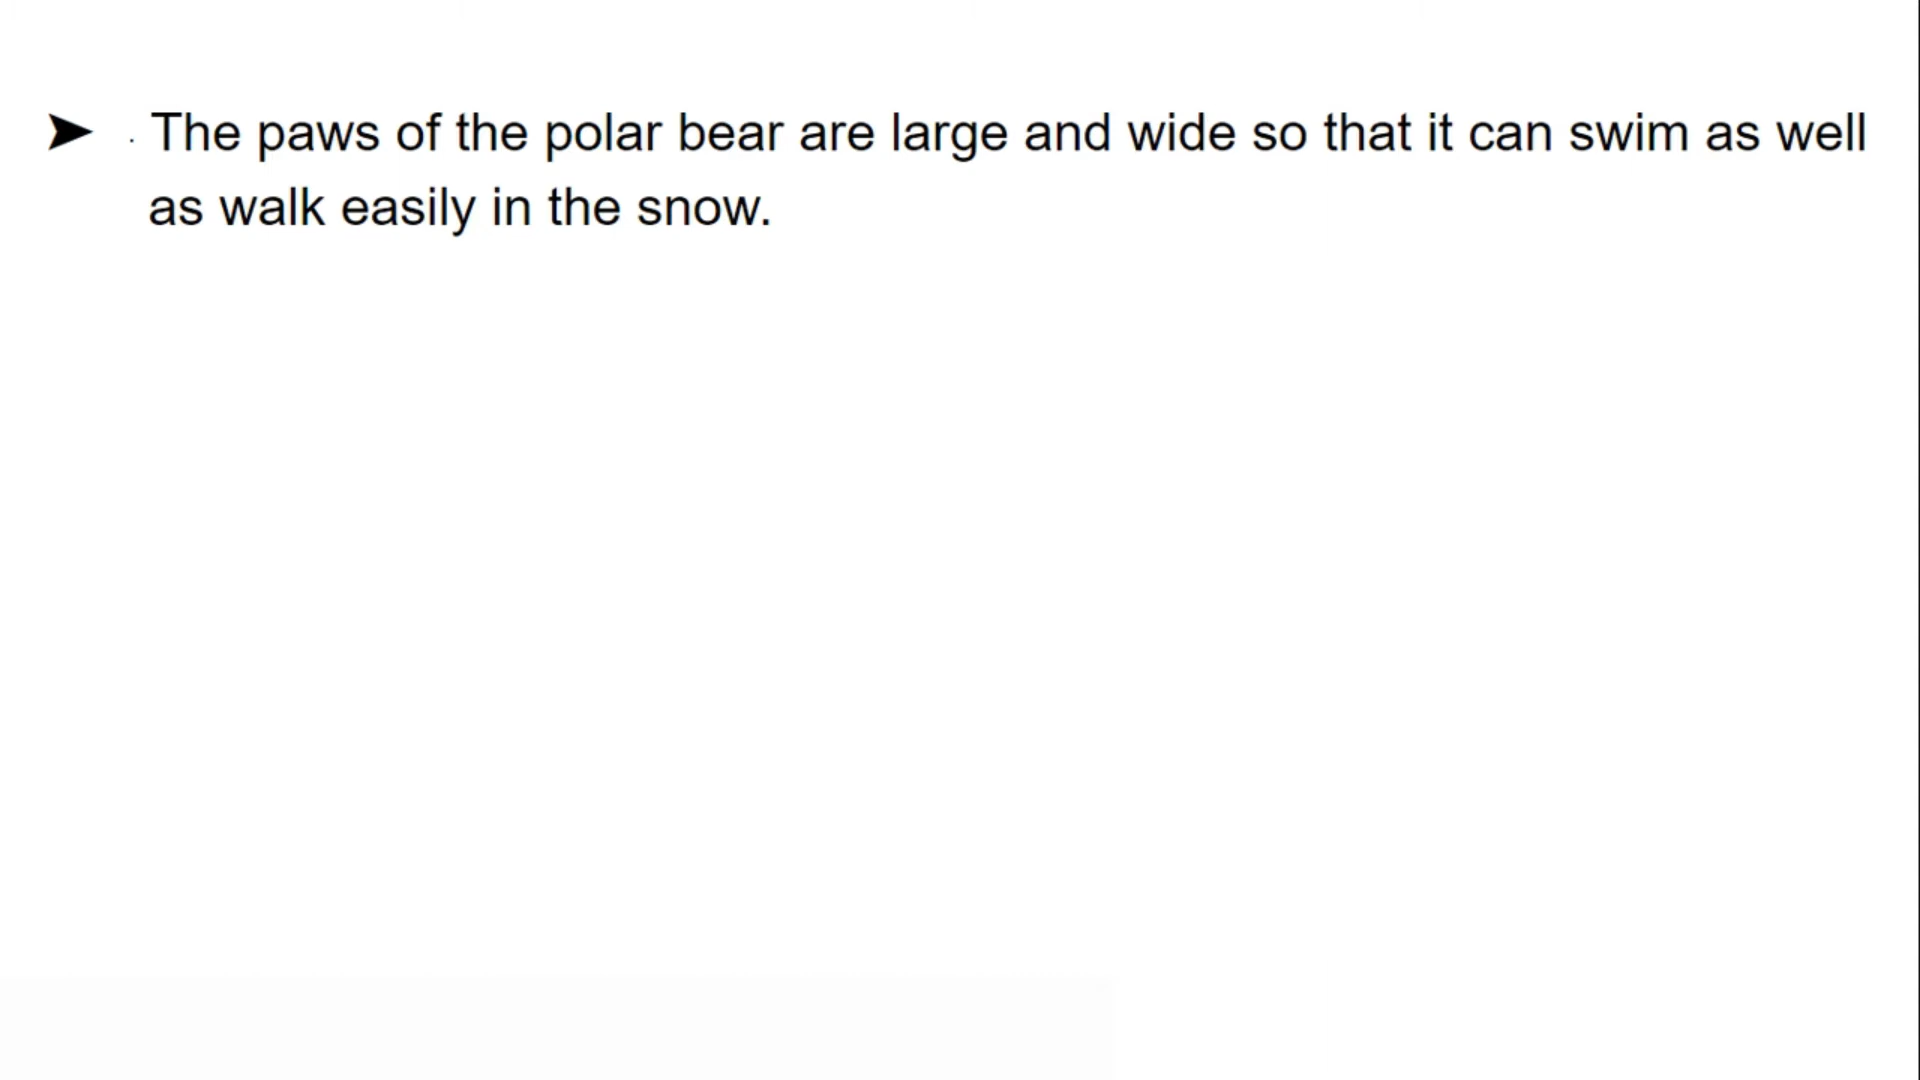 ➤ The paws of the polar bear are large and wide so that it can swim as well
as walk easily in the snow.